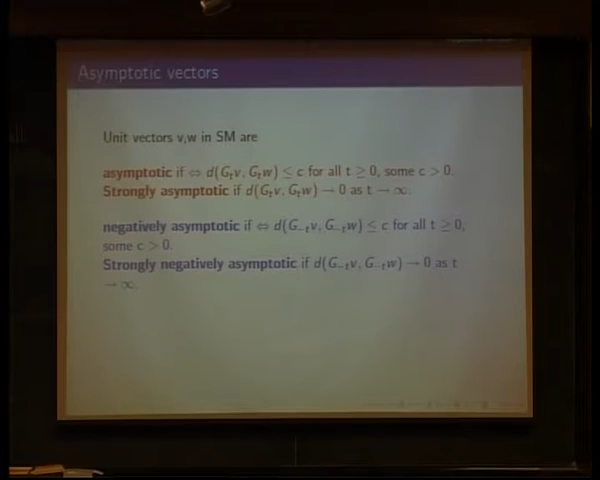 Asymptotic vectors
Unit vectors v,w in SM are
asymptotic if ⇔ d(G_t v, G_t w) ≤ c for all t ≥ 0, some c > 0.
Strongly asymptotic if d(G_t v, G_t w) → 0 as t → ∞.
negatively asymptotic if ⇔ d(G_−t v, G_−t w) ≤ c for all t ≥ 0,
some c > 0.
Strongly negatively asymptotic if d(G_−t v, G_−t w) → 0 as t
→ ∞.